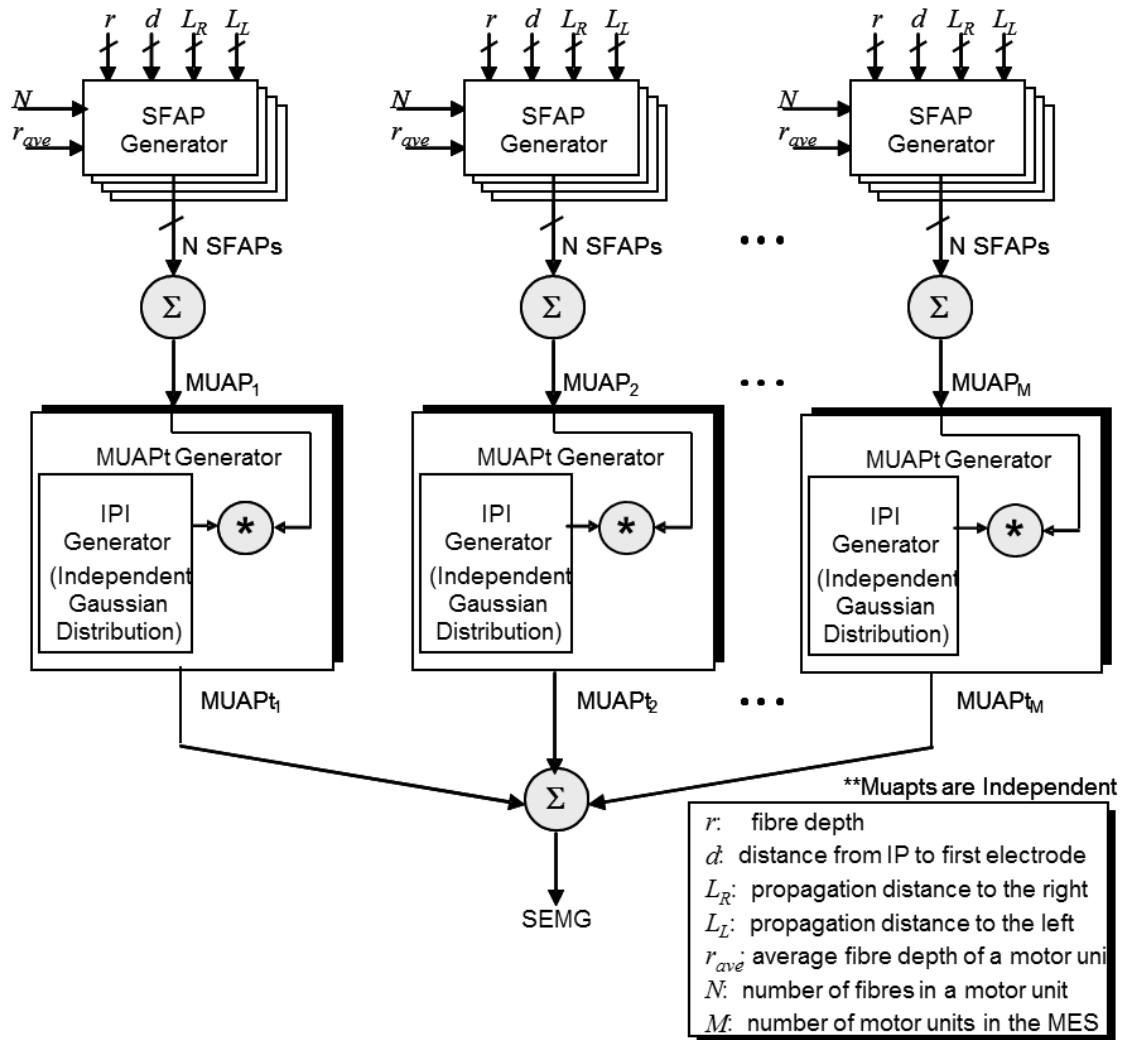 r d L_R L_L r d L_R L_L r d L_R L_L
N SFAP Generator N SFAP Generator N SFAP Generator
r_ave r_ave r_ave
N SFAPs N SFAPs ... N SFAPs
Σ Σ Σ
MUAP₁ MUAP₂ ... MUAP_M
MUAPt Generator MUAPt Generator MUAPt Generator
IPI IPI IPI
Generator * Generator * Generator *
(Independent (Independent (Independent
Gaussian Gaussian Gaussian
Distribution) Distribution) Distribution)
MUAPt₁ MUAPt₂ ... MUAPt_M
Σ
SEMG
**Muapts are Independent
r: fibre depth
d: distance from IP to first electrode
L_R: propagation distance to the right
L_L: propagation distance to the left
r_ave: average fibre depth of a motor uni
N: number of fibres in a motor unit
M: number of motor units in the MES